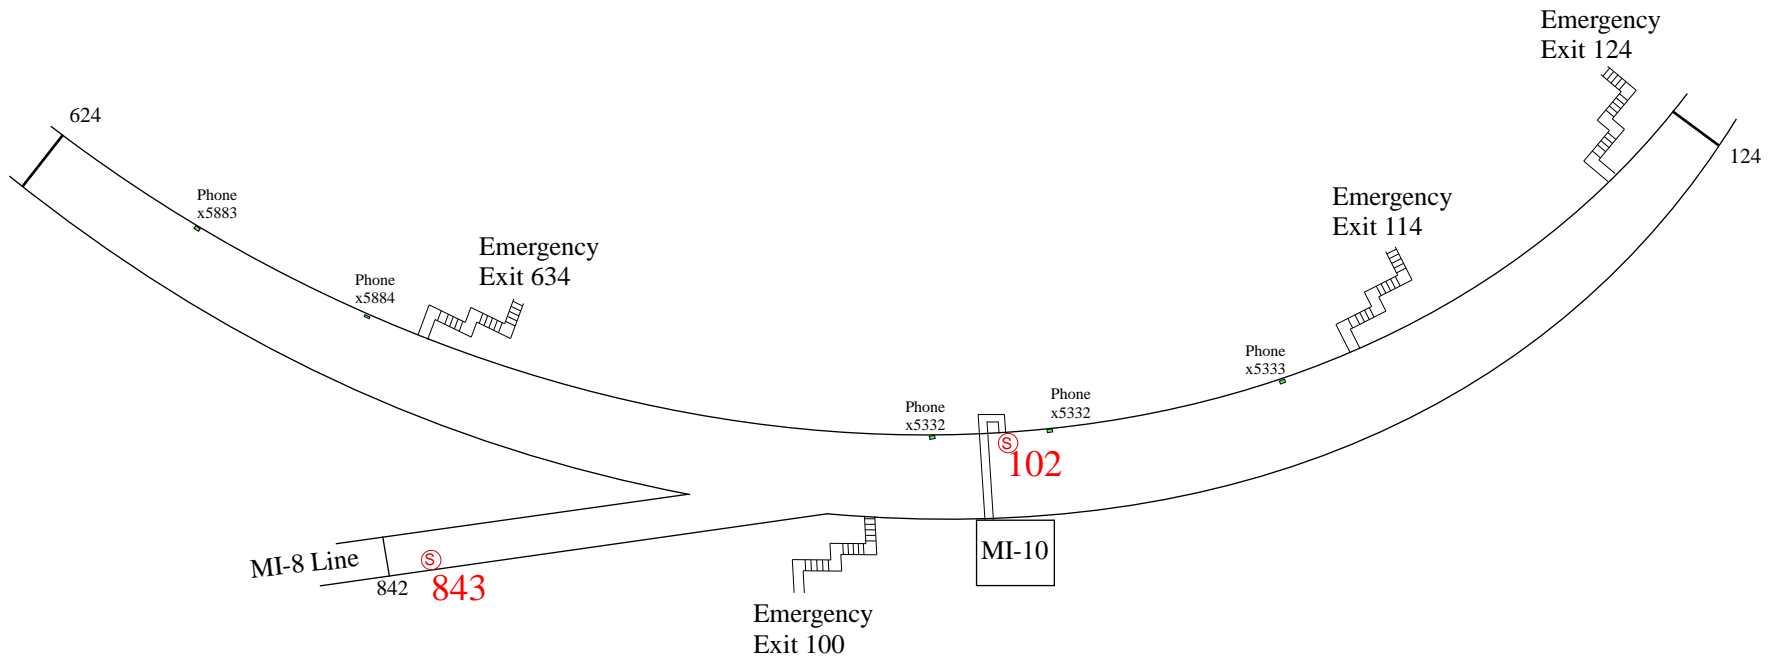 Emergency
Exit 124
624
124
Phone
x5883
Emergency
Exit 114
Emergency
Exit 634
Phone
x5884
Phone
x5333
Phone
x5332
Phone
x5332
S
102
MI-8 Line
842
S
843
MI-10
Emergency
Exit 100